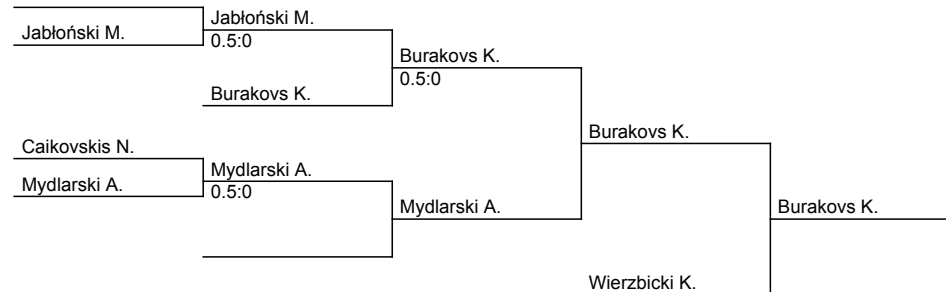 Jabłoński M.
Jabłoński M.
0.5:0
Burakovs K.
0.5:0
Burakovs K.
Burakovs K.
Caikovskis N.
Mydlarski A.
Mydlarski A.
0.5:0
Mydlarski A.
Burakovs K.
Wierzbicki K.